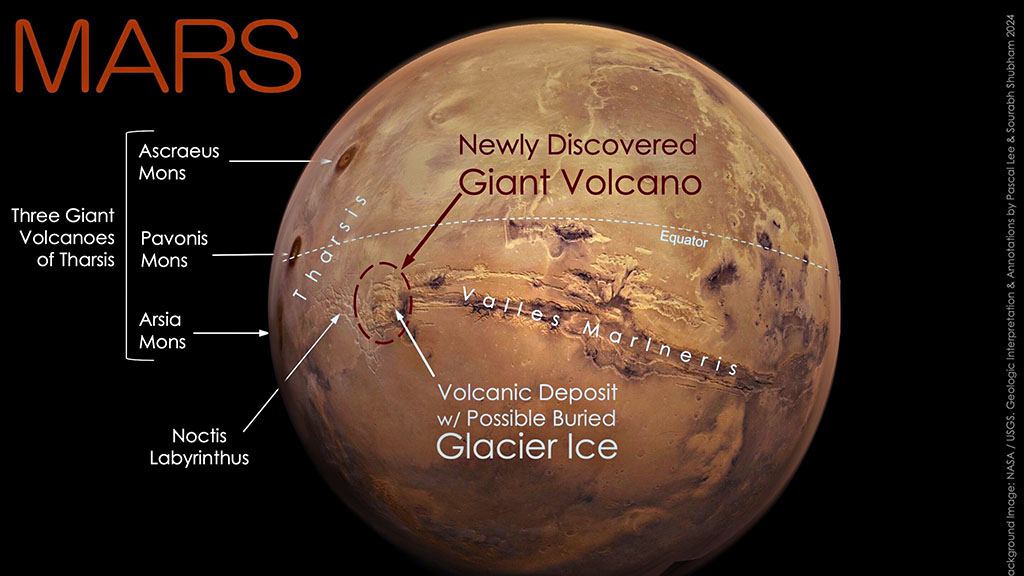 MARS
Ascraeus
Mons
Three Giant
Volcanoes
of Tharsis
Pavonis
Mons
Arsia
Mons
Noctis
Labyrinthus
Tharsis
Newly Discovered
Giant Volcano
Equator
Valles Marineris
Volcanic Deposit
w/ Possible Buried
Glacier Ice
ackground Image: NASA / USGS. Geologic Interpretation & Annotations by Pascal Lee & Sourabh Shubham 2024